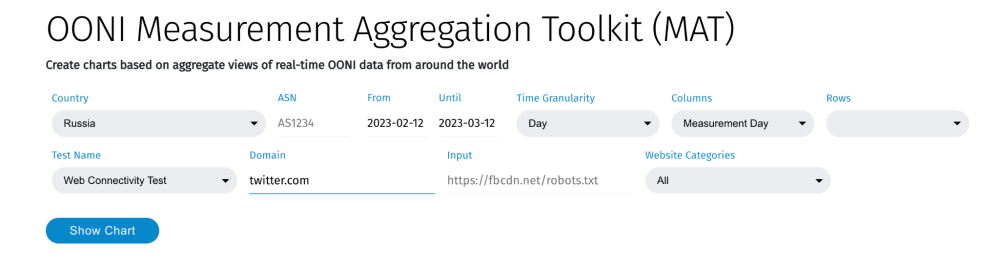 OONI Measurement Aggregation Toolkit (MAT)
Create charts based on aggregate views of real-time OONI data from around the world
Country ASN From Until Time Granularity Columns Rows
Russia AS1234 2023-02-12 2023-03-12 Day Measurement Day
Test Name Domain Input Website Categories
Web Connectivity Test twitter.com https://fbcdn.net/robots.txt All
Show Chart